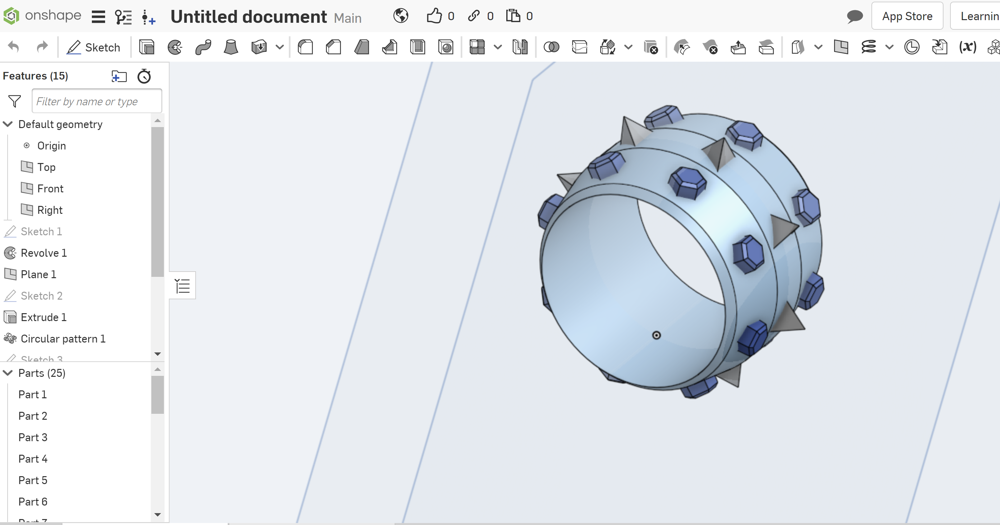 onshape Untitled document Main 0 0 0 App Store Learnin
Sketch (x)
Features (15)
Filter by name or type
Default geometry
Origin
Top
Front
Right
Sketch 1
Revolve 1
Plane 1
Sketch 2
Extrude 1
Circular pattern 1
Sketch 3
Parts (25)
Part 1
Part 2
Part 3
Part 4
Part 5
Part 6
Part 7